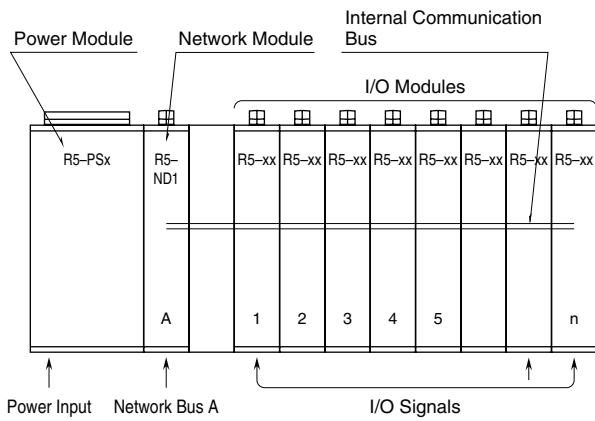 Internal Communication
Bus
Power Module
Network Module
I/O Modules
R5–PSx
R5–
ND1
R5–xx
R5–xx
R5–xx
R5–xx
R5–xx
R5–xx
R5–xx
R5–xx
A
1
2
3
4
5
n
Power Input
Network Bus A
I/O Signals